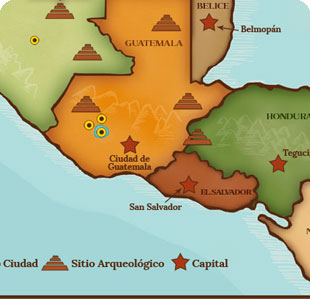 BELICE
Belmopán
GUATEMALA
HONDURA
Teguci
Ciudad de
Guatemala
EL SALVADOR
San Salvador
N
Ciudad Sitio Arqueológico Capital